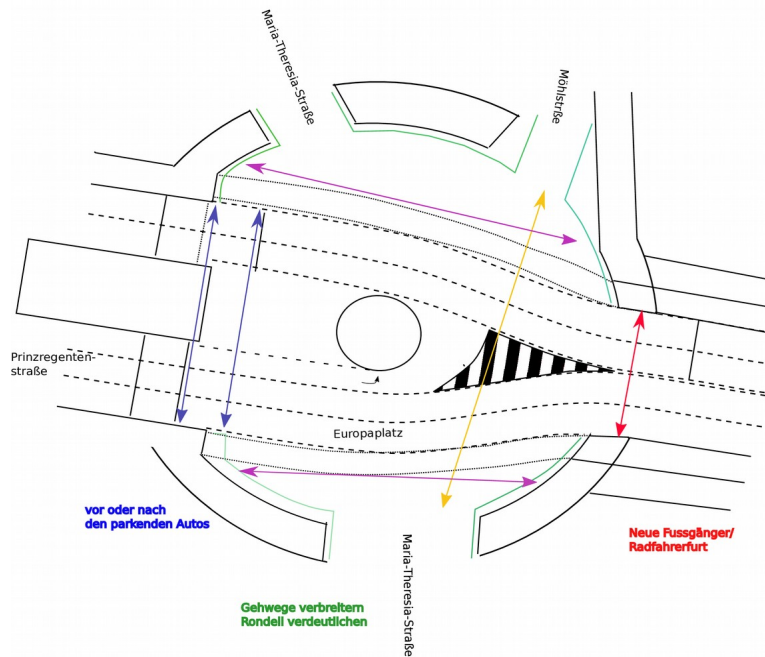 Maria-Theresia-Straße
Möhlstrße
Prinzregenten-
straße
Europaplatz
vor oder nach
den parkenden Autos
Neue Fussgänger/
Radfahrerfurt
Maria-Theresia-Straße
Gehwege verbreitern
Rondell verdeutlichen